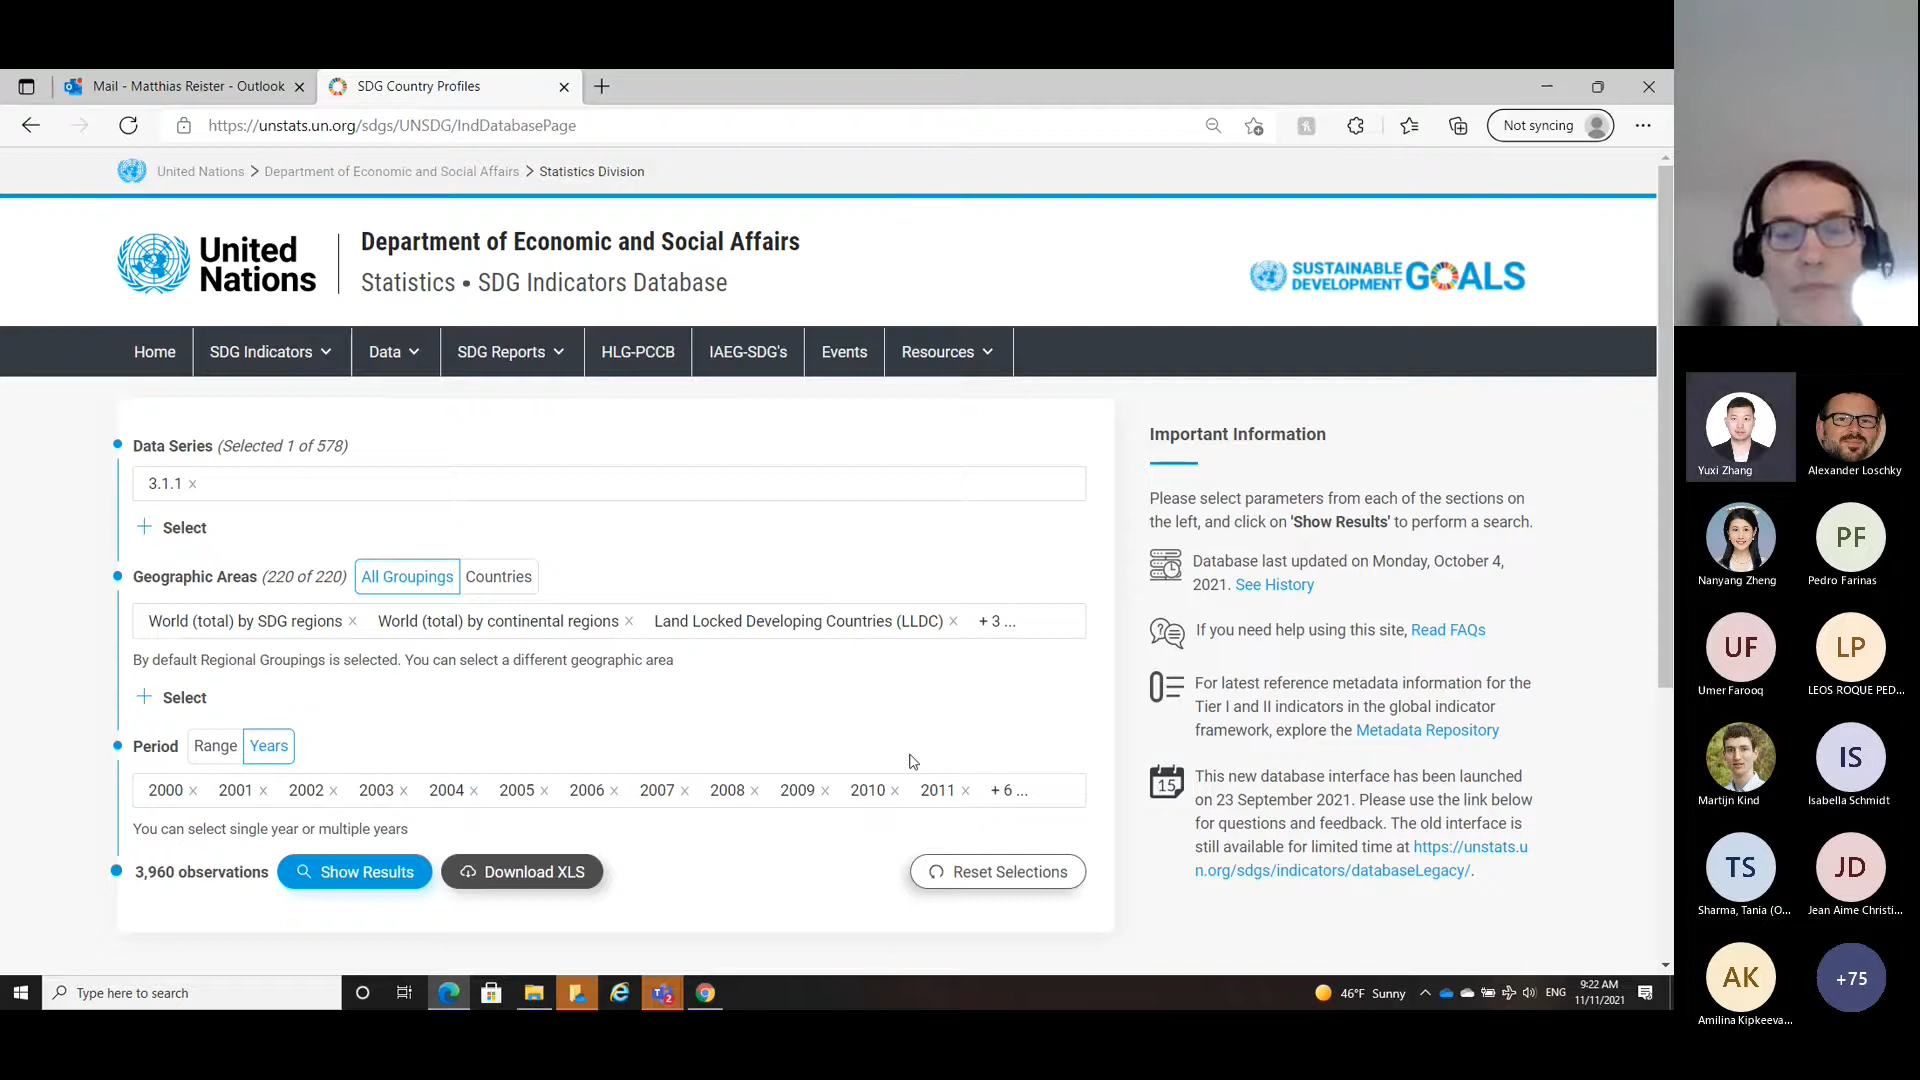 Mail - Matthias Reister - Outlook
SDG Country Profiles
https://unstats.un.org/sdgs/UNSDG/IndDatabasePage
Not syncing
United Nations > Department of Economic and Social Affairs > Statistics Division
United
Nations
Department of Economic and Social Affairs
Statistics • SDG Indicators Database
SUSTAINABLE
DEVELOPMENT
GOALS
Home
SDG Indicators
Data
SDG Reports
HLG-PCCB
IAEG-SDG's
Events
Resources
Data Series (Selected 1 of 578)
3.1.1 ×
+ Select
Geographic Areas (220 of 220) All Groupings Countries
World (total) by SDG regions × World (total) by continental regions × Land Locked Developing Countries (LLDC) × + 3 ...
By default Regional Groupings is selected. You can select a different geographic area
+ Select
Period Range Years
2000 × 2001 × 2002 × 2003 × 2004 × 2005 × 2006 × 2007 × 2008 × 2009 × 2010 × 2011 × + 6 ...
You can select single year or multiple years
3,960 observations Show Results Download XLS Reset Selections
Important Information
Please select parameters from each of the sections on
the left, and click on 'Show Results' to perform a search.
Database last updated on Monday, October 4,
2021. See History
If you need help using this site, Read FAQs
For latest reference metadata information for the
Tier I and II indicators in the global indicator
framework, explore the Metadata Repository
15
This new database interface has been launched
on 23 September 2021. Please use the link below
for questions and feedback. The old interface is
still available for limited time at https://unstats.u
n.org/sdgs/indicators/databaseLegacy/.
Type here to search
46°F Sunny
ENG
9:22 AM
11/11/2021
Yuxi Zhang
Alexander Loschky
Nanyang Zheng
PF
Pedro Farinas
UF
Umer Farooq
LP
LEOS ROQUE PED...
Martijn Kind
IS
Isabella Schmidt
TS
Sharma, Tania (O...
JD
Jean Aime Christi...
AK
Amilina Kipkeeva...
+75